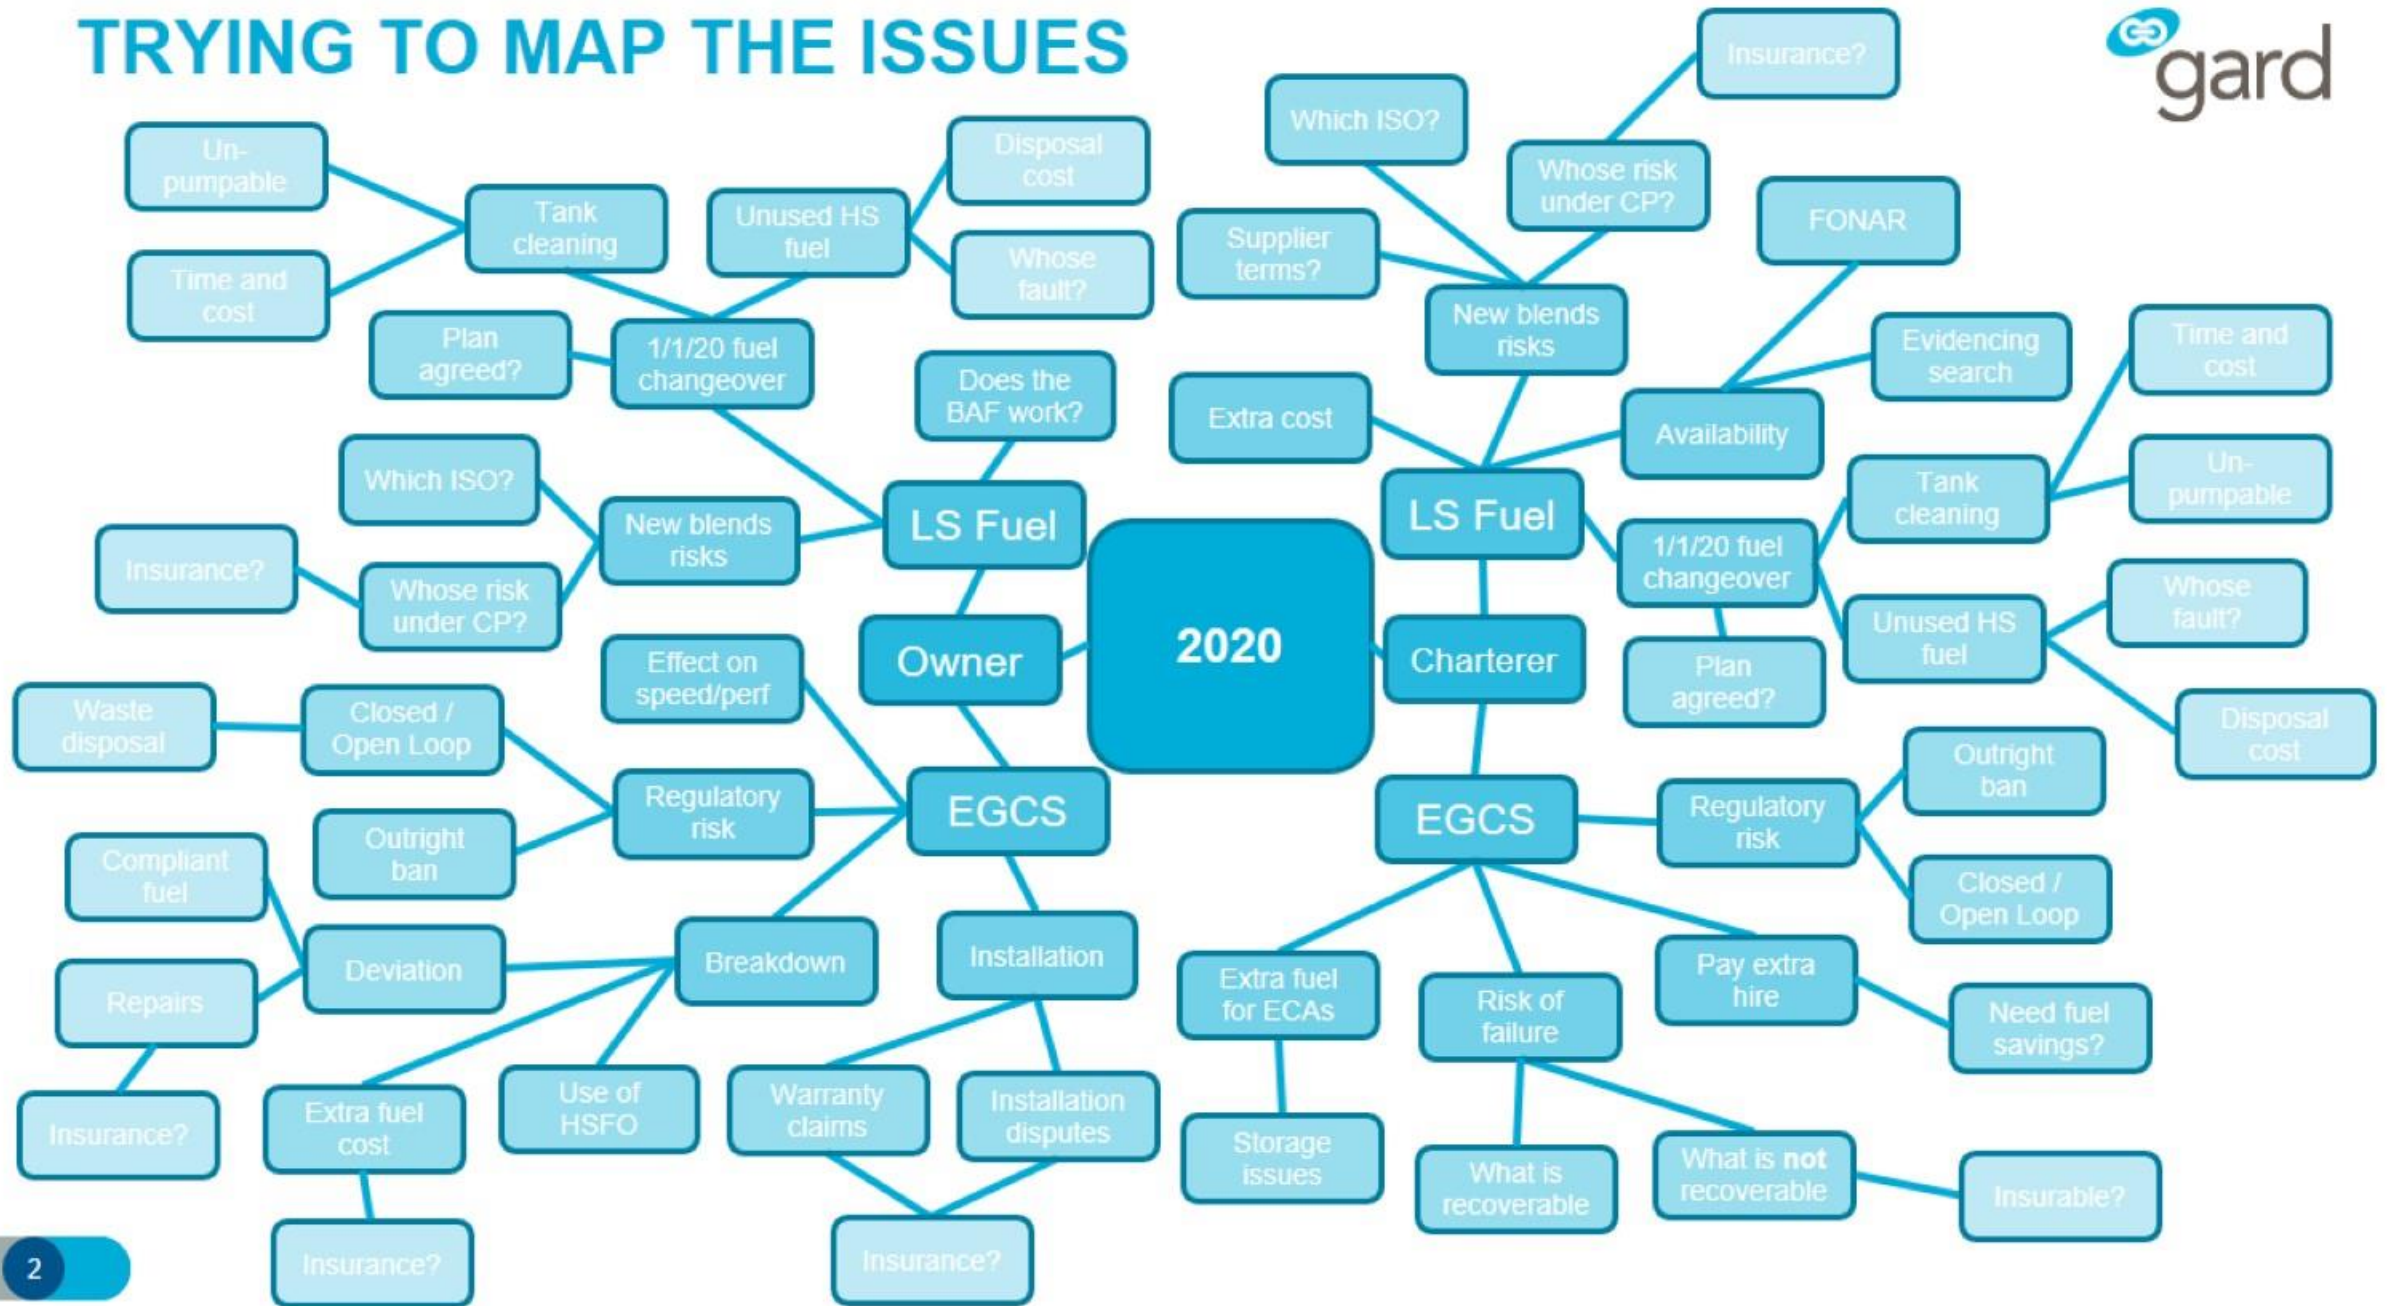 TRYING TO MAP THE ISSUES
gard
Un-
pumpable
Time and
cost
Tank
cleaning
Unused HS
fuel
Disposal
cost
Whose
fault?
Plan
agreed?
1/1/20 fuel
changeover
Does the
BAF work?
Which ISO?
New blends
risks
Insurance?
Whose risk
under CP?
LS Fuel
Owner
Effect on
speed/perf
Waste
disposal
Closed /
Open Loop
Regulatory
risk
Outright
ban
EGCS
Compliant
fuel
Deviation
Repairs
Insurance?
Breakdown
Installation
Extra fuel
cost
Use of
HSFO
Warranty
claims
Installation
disputes
Insurance?
Insurance?
2020
Insurance?
Which ISO?
Whose risk
under CP?
Supplier
terms?
FONAR
New blends
risks
Evidencing
search
Time and
cost
Extra cost
Availability
Tank
cleaning
Un-
pumpable
LS Fuel
1/1/20 fuel
changeover
Whose
fault?
Unused HS
fuel
Plan
agreed?
Disposal
cost
Charterer
Outright
ban
EGCS
Regulatory
risk
Closed /
Open Loop
Extra fuel
for ECAs
Risk of
failure
Pay extra
hire
Need fuel
savings?
Storage
issues
What is
recoverable
What is not
recoverable
Insurable?
2